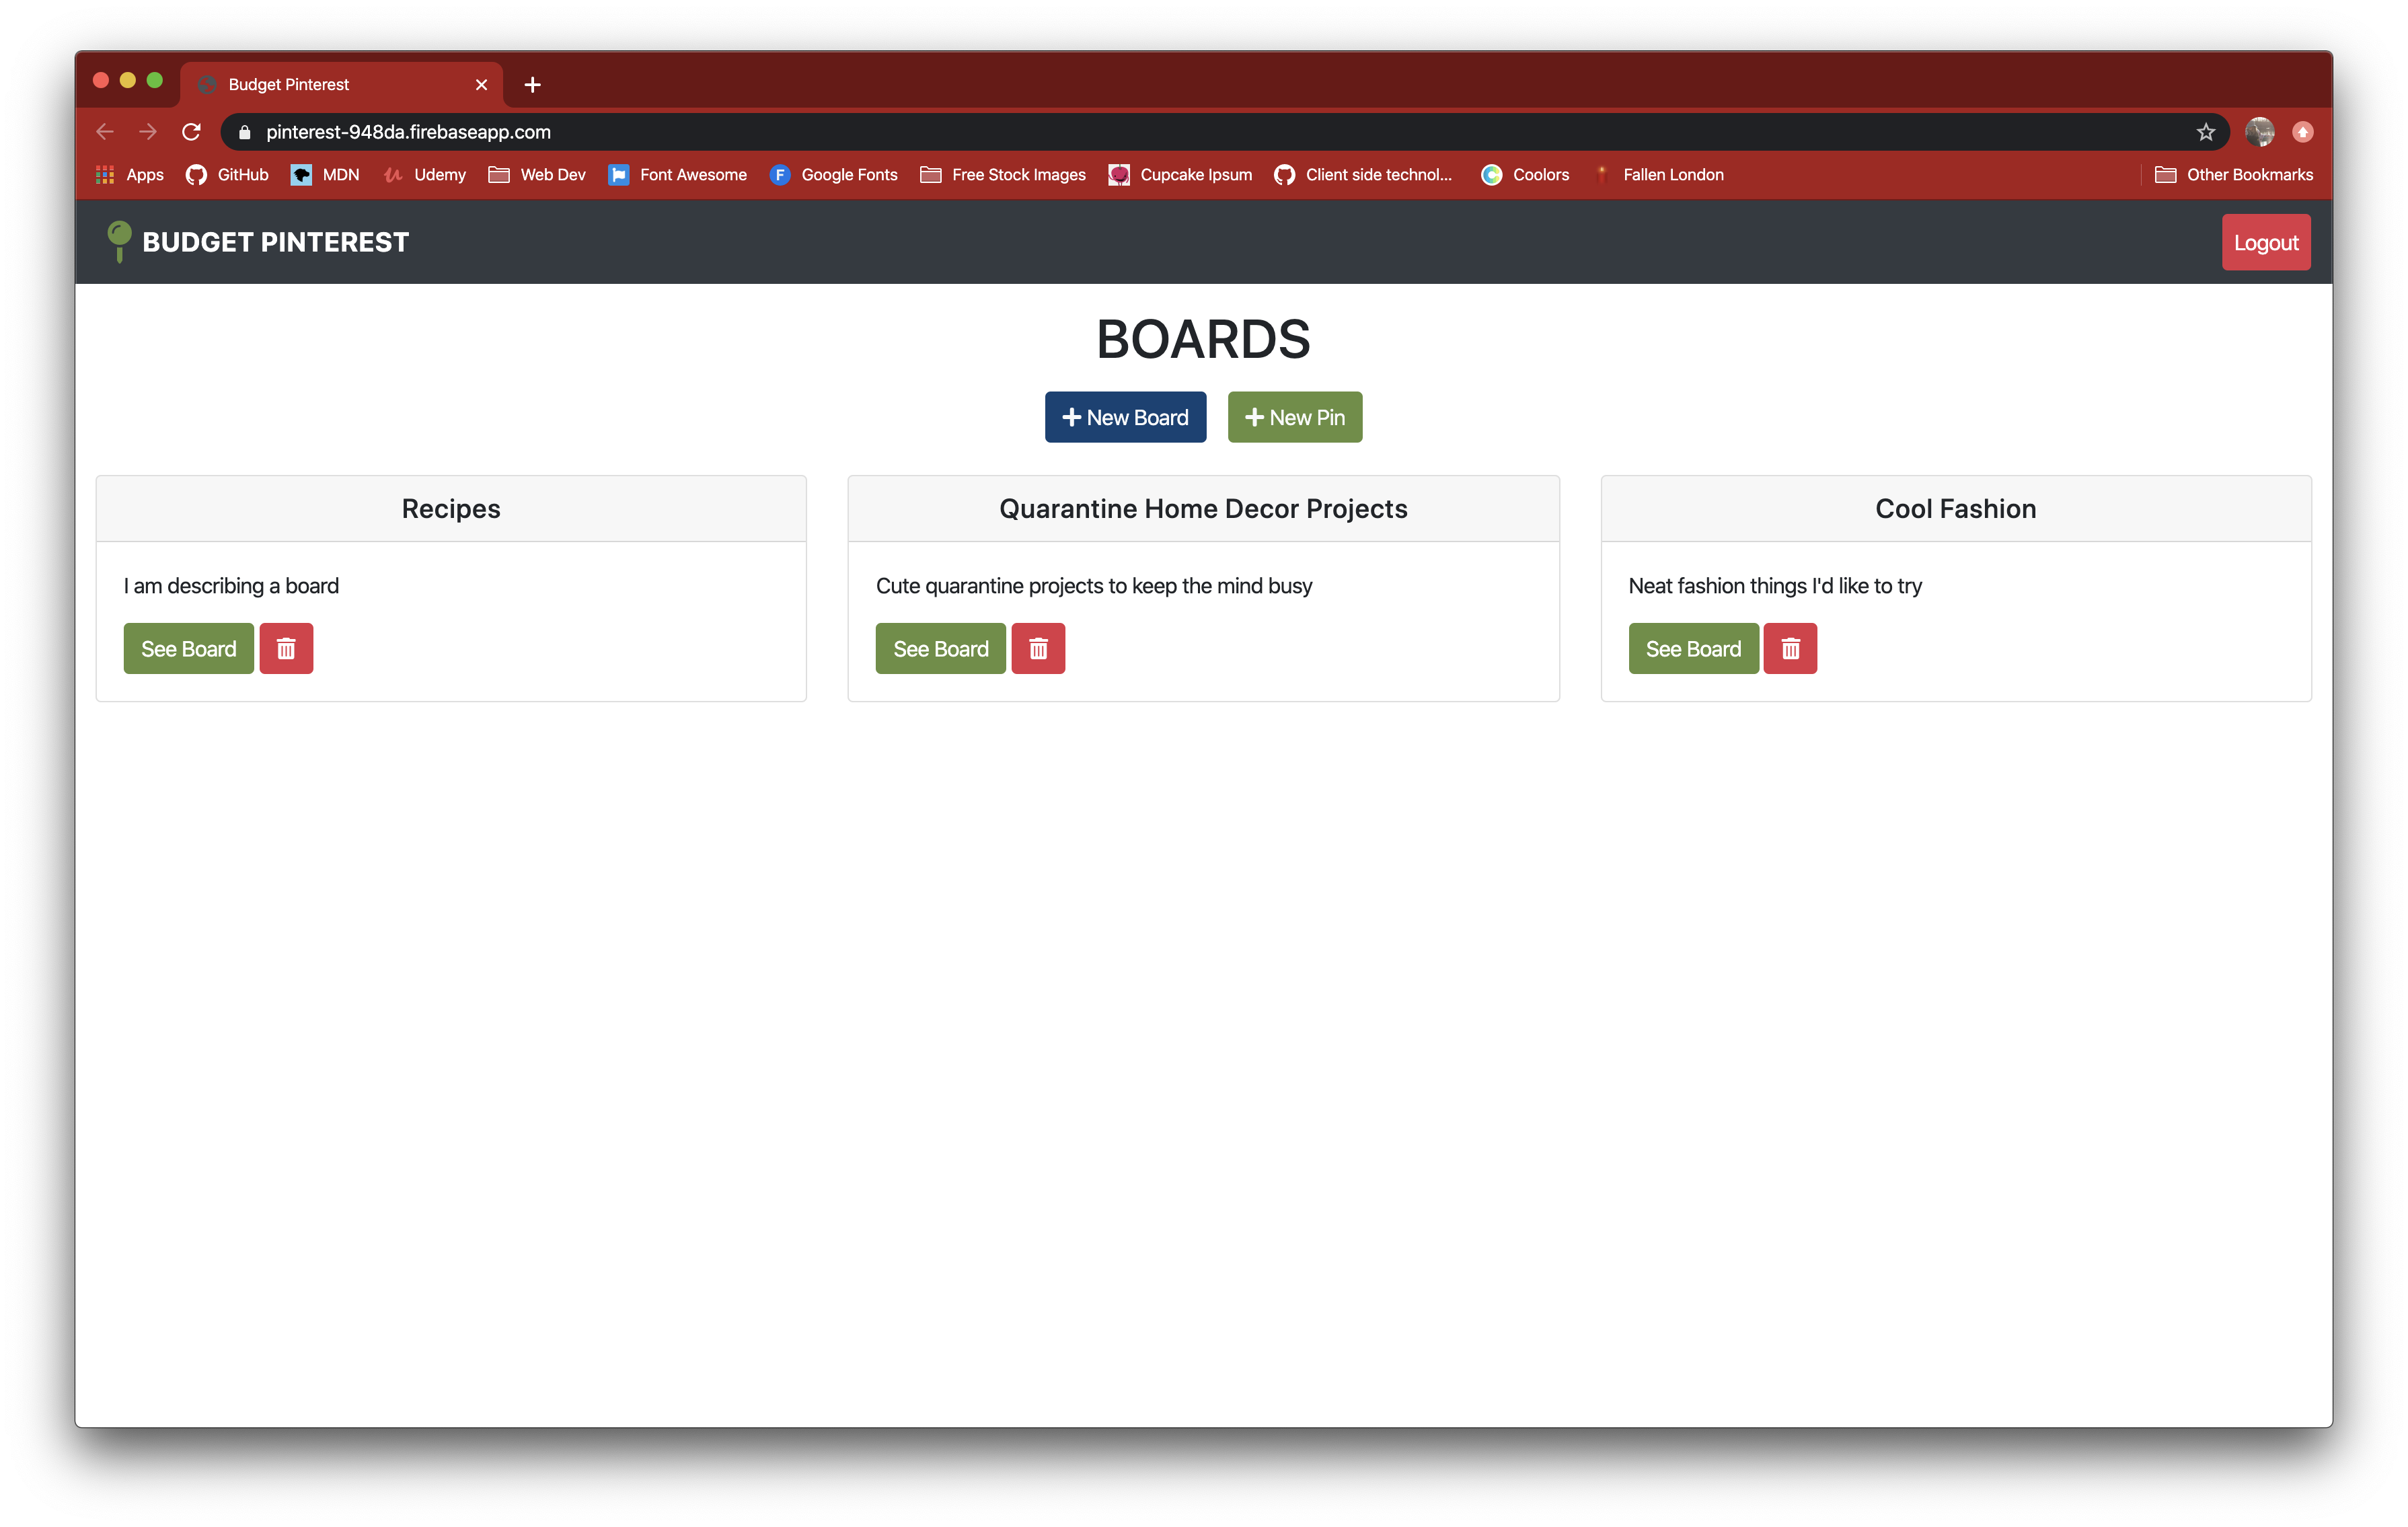 Budget Pinterest
pinterest-948da.firebaseapp.com
Apps GitHub MDN Udemy Web Dev Font Awesome Google Fonts Free Stock Images Cupcake Ipsum Client side technol... Coolors Fallen London Other Bookmarks
BUDGET PINTEREST Logout
BOARDS
New Board New Pin
Recipes Quarantine Home Decor Projects Cool Fashion
I am describing a board Cute quarantine projects to keep the mind busy Neat fashion things I'd like to try
See Board See Board See Board